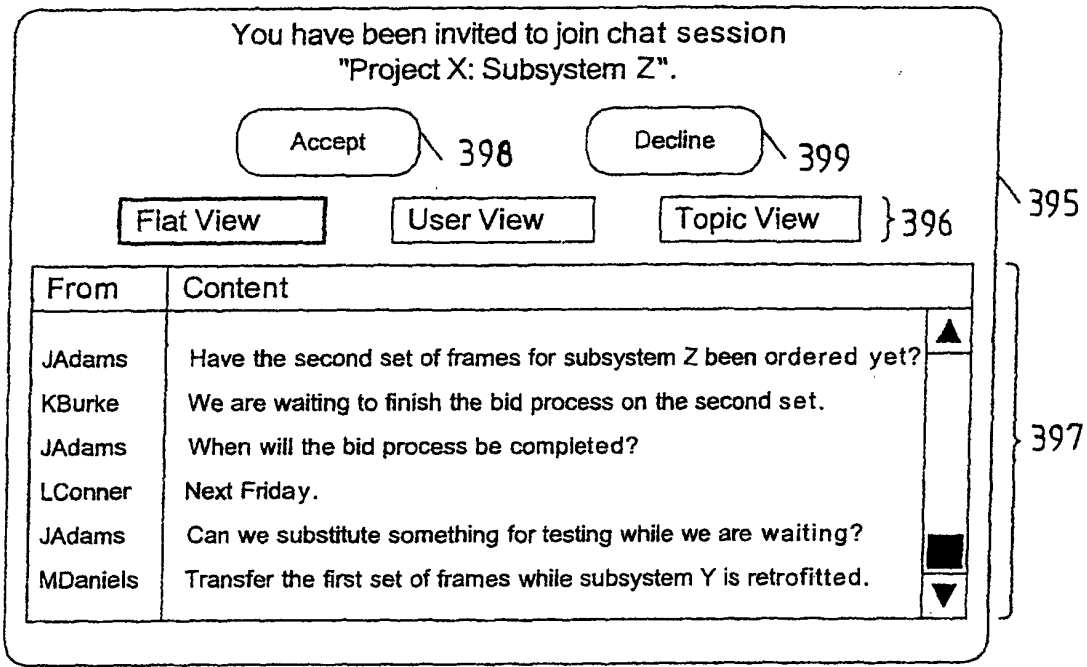 You have been invited to join chat session
"Project X: Subsystem Z".
Accept 398 Decline 399
395
Flat View User View Topic View 396
From Content
JAdams Have the second set of frames for subsystem Z been ordered yet?
KBurke We are waiting to finish the bid process on the second set.
JAdams When will the bid process be completed?
397
LConner Next Friday.
JAdams Can we substitute something for testing while we are waiting?
MDaniels Transfer the first set of frames while subsystem Y is retrofitted.